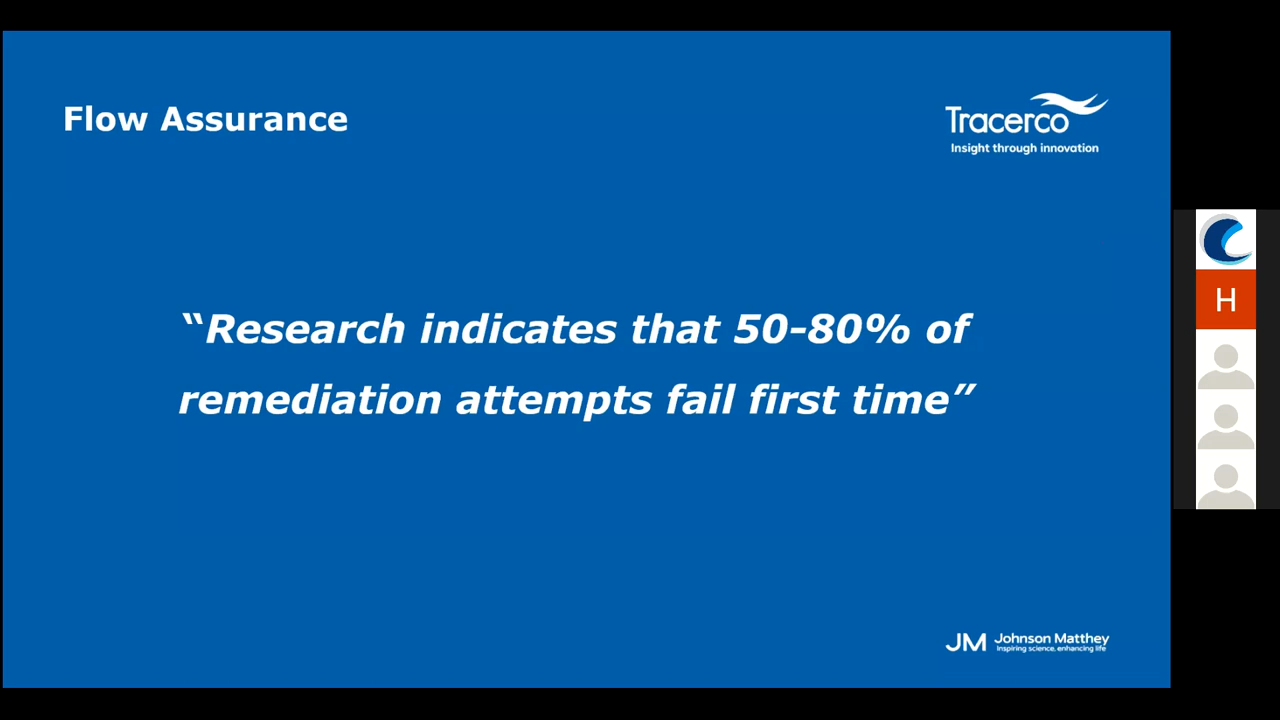 Flow Assurance
Tracerco
Insight through innovation
“Research indicates that 50-80% of
remediation attempts fail first time”
H
JM Johnson Matthey
Inspiring science, enhancing life